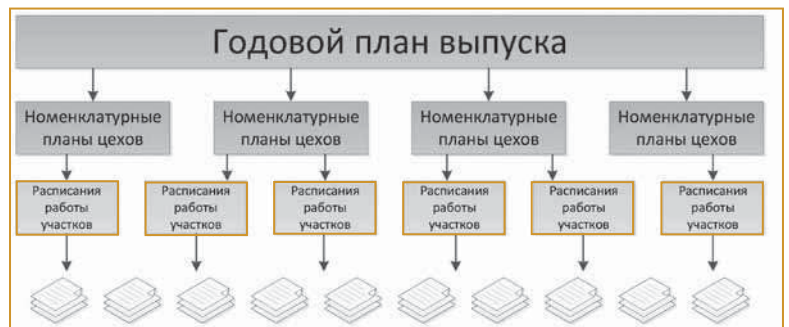 Годовой план выпуска
Номенклатурные
планы цехов
Номенклатурные
планы цехов
Номенклатурные
планы цехов
Номенклатурные
планы цехов
Расписания
работы
участков
Расписания
работы
участков
Расписания
работы
участков
Расписания
работы
участков
Расписания
работы
участков
Расписания
работы
участков